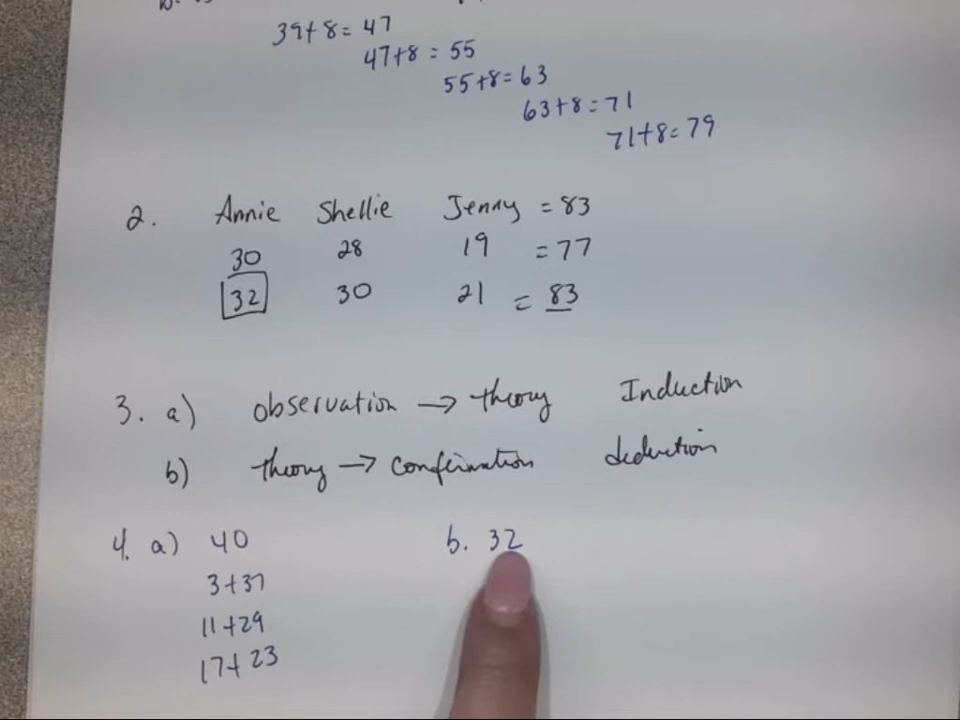 39+8= 47
47+8 = 55
55+8= 63
63+8 = 71
71+8= 79
2. Annie Shellie Jenny = 83
30 28 19 = 77
32 30 21 = 83
3. a) observation → theory Induction
b) theory → confirmation deduction
4. a) 40 b. 32
3+37
11+29
17+23